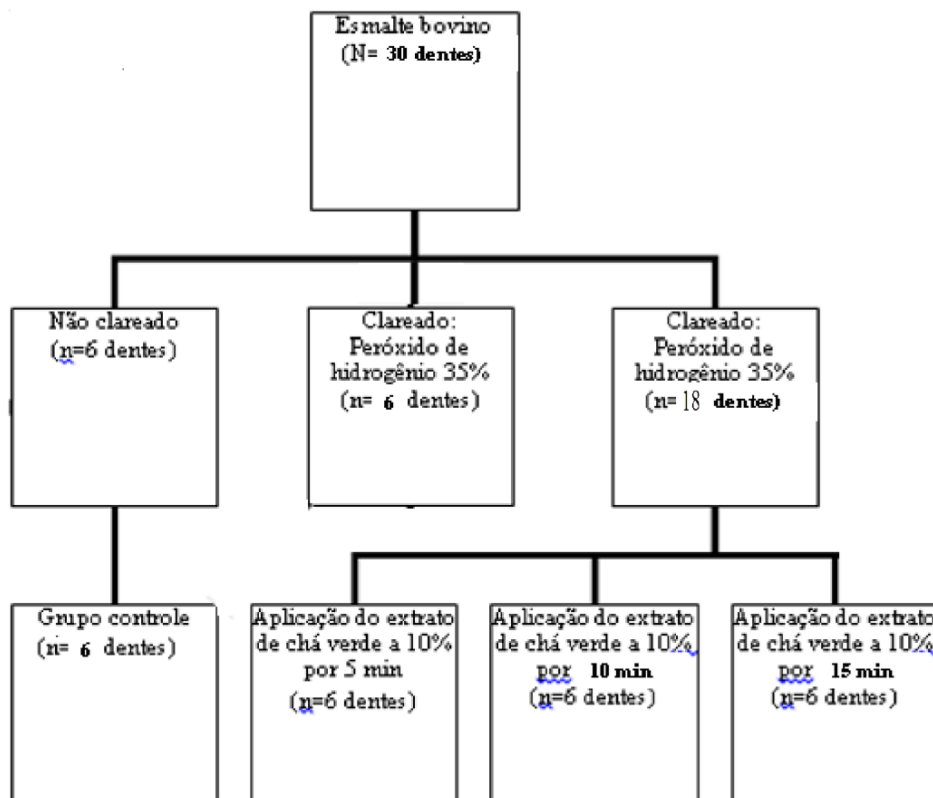 Esmalte bovino
(N= 30 dentes)
Não clareado
(n=6 dentes)
Clareado:
Peróxido de
hidrogênio 35%
(n= 6 dentes)
Clareado:
Peróxido de
hidrogênio 35%
(n= 18 dentes)
Grupo controle
(n= 6 dentes)
Aplicação do extrato
de chá verde a 10%
por 5 min
(n=6 dentes)
Aplicação do extrato
de chá verde a 10%
por 10 min
(n=6 dentes)
Aplicação do extrato
de chá verde a 10%
por 15 min
(n=6 dentes)